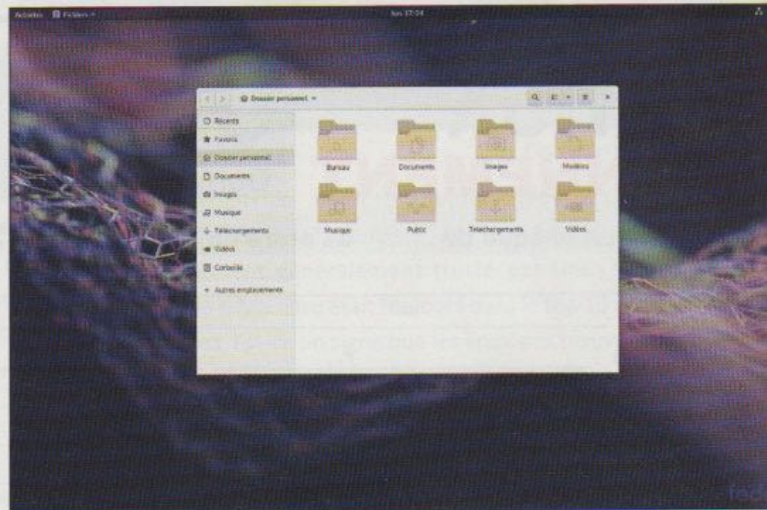 Activités Fichiers
lun 17:04
Dossier personnel
Récents
Favoris
Dossier personnel
Documents
Images
Musique
Téléchargements
Vidéos
Corbeille
+ Autres emplacements
Bureau Documents Images Modèles
Musique Public Téléchargements Vidéos